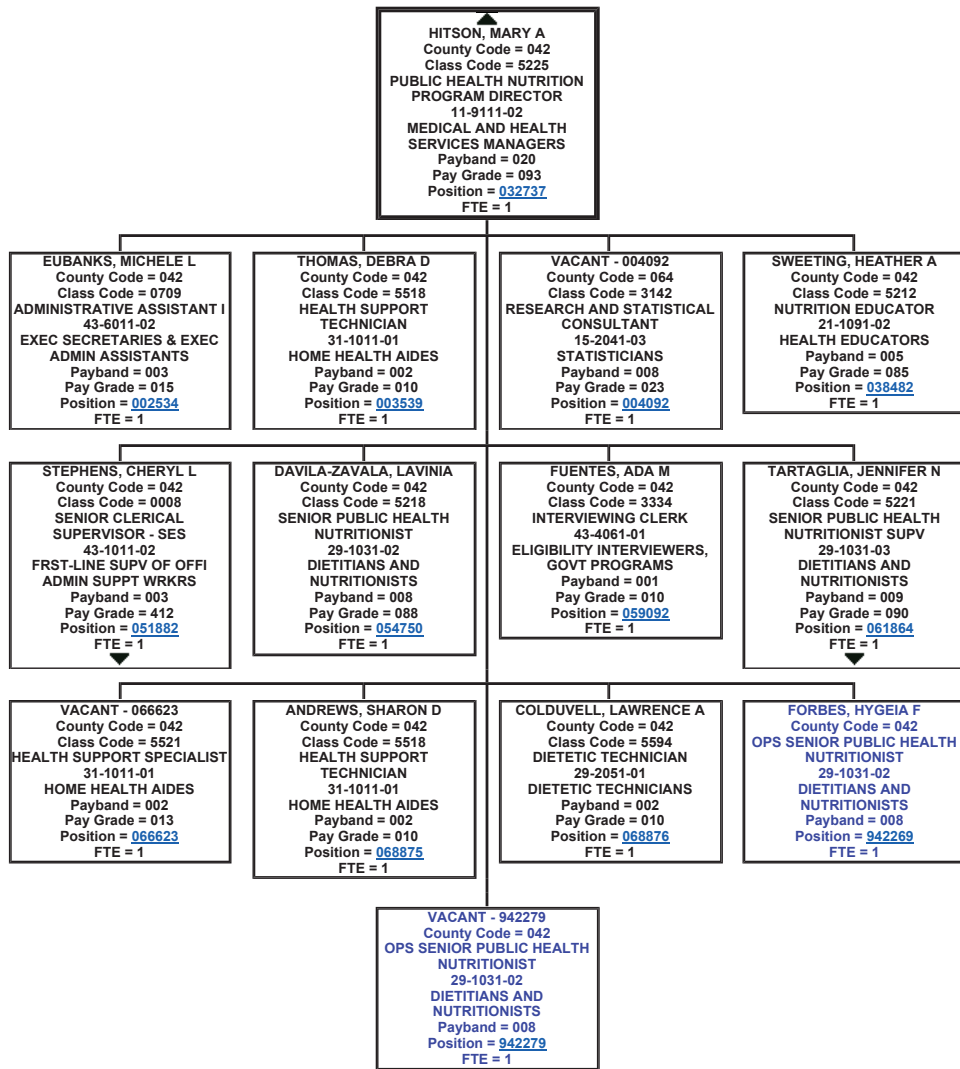 HITSON, MARY A
County Code = 042
Class Code = 5225
PUBLIC HEALTH NUTRITION
PROGRAM DIRECTOR
11-9111-02
MEDICAL AND HEALTH
SERVICES MANAGERS
Payband = 020
Pay Grade = 093
Position = 032737
FTE = 1
EUBANKS, MICHELE L
County Code = 042
Class Code = 0709
ADMINISTRATIVE ASSISTANT I
43-6011-02
EXEC SECRETARIES & EXEC
ADMIN ASSISTANTS
Payband = 003
Pay Grade = 015
Position = 002534
FTE = 1
THOMAS, DEBRA D
County Code = 042
Class Code = 5518
HEALTH SUPPORT
TECHNICIAN
31-1011-01
HOME HEALTH AIDES
Payband = 002
Pay Grade = 010
Position = 003539
FTE = 1
VACANT - 004092
County Code = 064
Class Code = 3142
RESEARCH AND STATISTICAL
CONSULTANT
15-2041-03
STATISTICIANS
Payband = 008
Pay Grade = 023
Position = 004092
FTE = 1
SWEETING, HEATHER A
County Code = 042
Class Code = 5212
NUTRITION EDUCATOR
21-1091-02
HEALTH EDUCATORS
Payband = 005
Pay Grade = 085
Position = 038482
FTE = 1
STEPHENS, CHERYL L
County Code = 042
Class Code = 0008
SENIOR CLERICAL
SUPERVISOR - SES
43-1011-02
FRST-LINE SUPV OF OFFI
ADMIN SUPPT WRKRS
Payband = 003
Pay Grade = 412
Position = 051882
FTE = 1
DAVILA-ZAVALA, LAVINIA
County Code = 042
Class Code = 5218
SENIOR PUBLIC HEALTH
NUTRITIONIST
29-1031-02
DIETITIANS AND
NUTRITIONISTS
Payband = 008
Pay Grade = 088
Position = 054750
FTE = 1
FUENTES, ADA M
County Code = 042
Class Code = 3334
INTERVIEWING CLERK
43-4061-01
ELIGIBILITY INTERVIEWERS,
GOVT PROGRAMS
Payband = 001
Pay Grade = 010
Position = 059092
FTE = 1
TARTAGLIA, JENNIFER N
County Code = 042
Class Code = 5221
SENIOR PUBLIC HEALTH
NUTRITIONIST SUPV
29-1031-03
DIETITIANS AND
NUTRITIONISTS
Payband = 009
Pay Grade = 090
Position = 061864
FTE = 1
VACANT - 066623
County Code = 042
Class Code = 5521
HEALTH SUPPORT SPECIALIST
31-1011-01
HOME HEALTH AIDES
Payband = 002
Pay Grade = 013
Position = 066623
FTE = 1
ANDREWS, SHARON D
County Code = 042
Class Code = 5518
HEALTH SUPPORT
TECHNICIAN
31-1011-01
HOME HEALTH AIDES
Payband = 002
Pay Grade = 010
Position = 068875
FTE = 1
COLDUVELL, LAWRENCE A
County Code = 042
Class Code = 5594
DIETETIC TECHNICIAN
29-2051-01
DIETETIC TECHNICIANS
Payband = 002
Pay Grade = 010
Position = 068876
FTE = 1
FORBES, HYGEIA F
County Code = 042
OPS SENIOR PUBLIC HEALTH
NUTRITIONIST
29-1031-02
DIETITIANS AND
NUTRITIONISTS
Payband = 008
Position = 942269
FTE = 1
VACANT - 942279
County Code = 042
OPS SENIOR PUBLIC HEALTH
NUTRITIONIST
29-1031-02
DIETITIANS AND
NUTRITIONISTS
Payband = 008
Position = 942279
FTE = 1